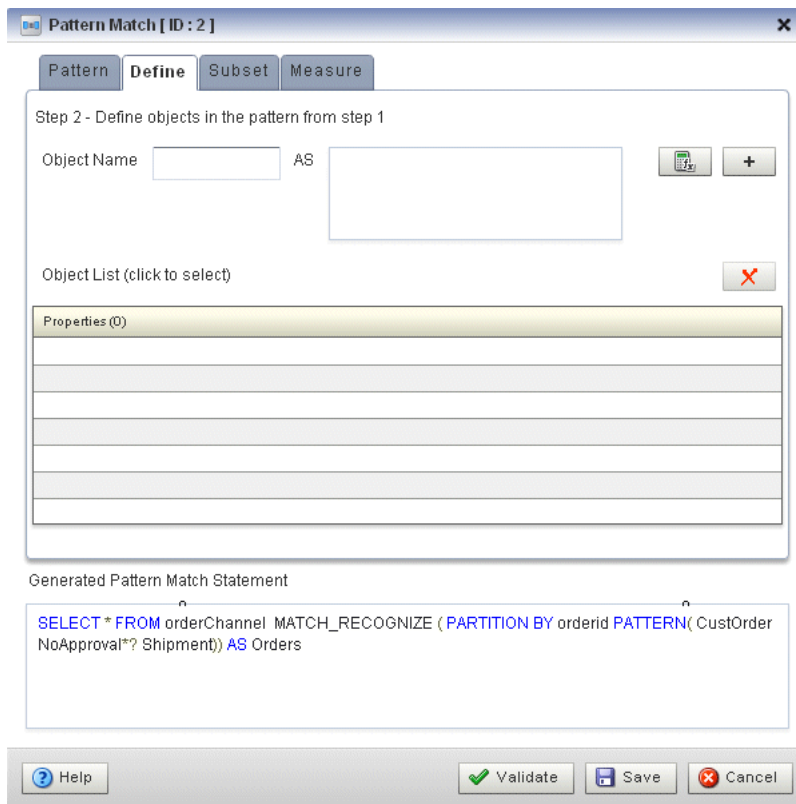 Pattern Match [ ID : 2 ]
Pattern Define Subset Measure
Step 2 - Define objects in the pattern from step 1
Object Name AS +
Object List (click to select)
Properties (0)
Generated Pattern Match Statement
SELECT * FROM orderChannel MATCH_RECOGNIZE ( PARTITION BY orderid PATTERN( CustOrder
NoApproval*? Shipment)) AS Orders
Help Validate Save Cancel